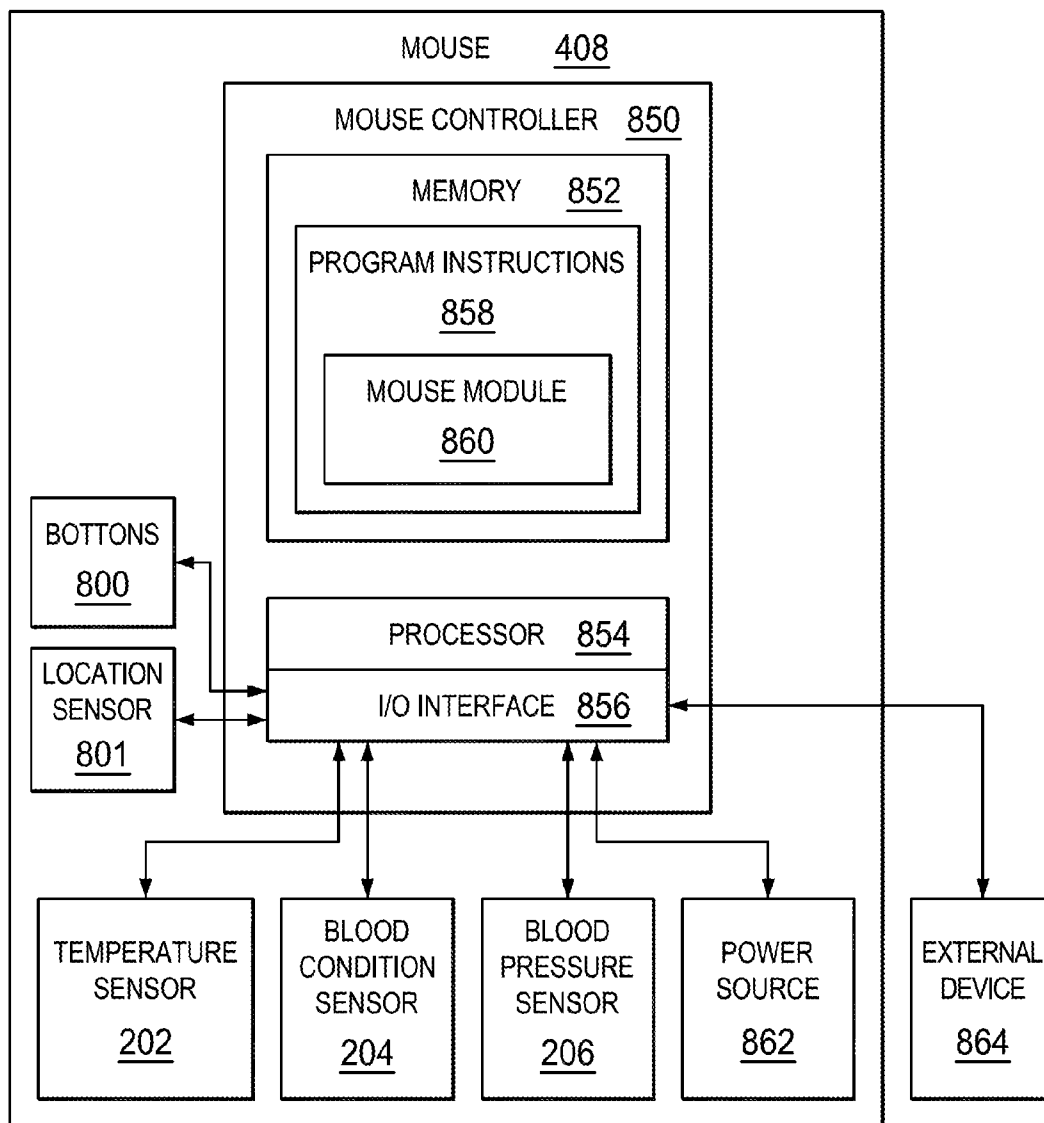 MOUSE 408
MOUSE CONTROLLER 850
MEMORY 852
PROGRAM INSTRUCTIONS
858
MOUSE MODULE
860
BOTTONS
800
LOCATION
SENSOR
801
PROCESSOR 854
I/O INTERFACE 856
TEMPERATURE
SENSOR
202
BLOOD
CONDITION
SENSOR
204
BLOOD
PRESSURE
SENSOR
206
POWER
SOURCE
862
EXTERNAL
DEVICE
864